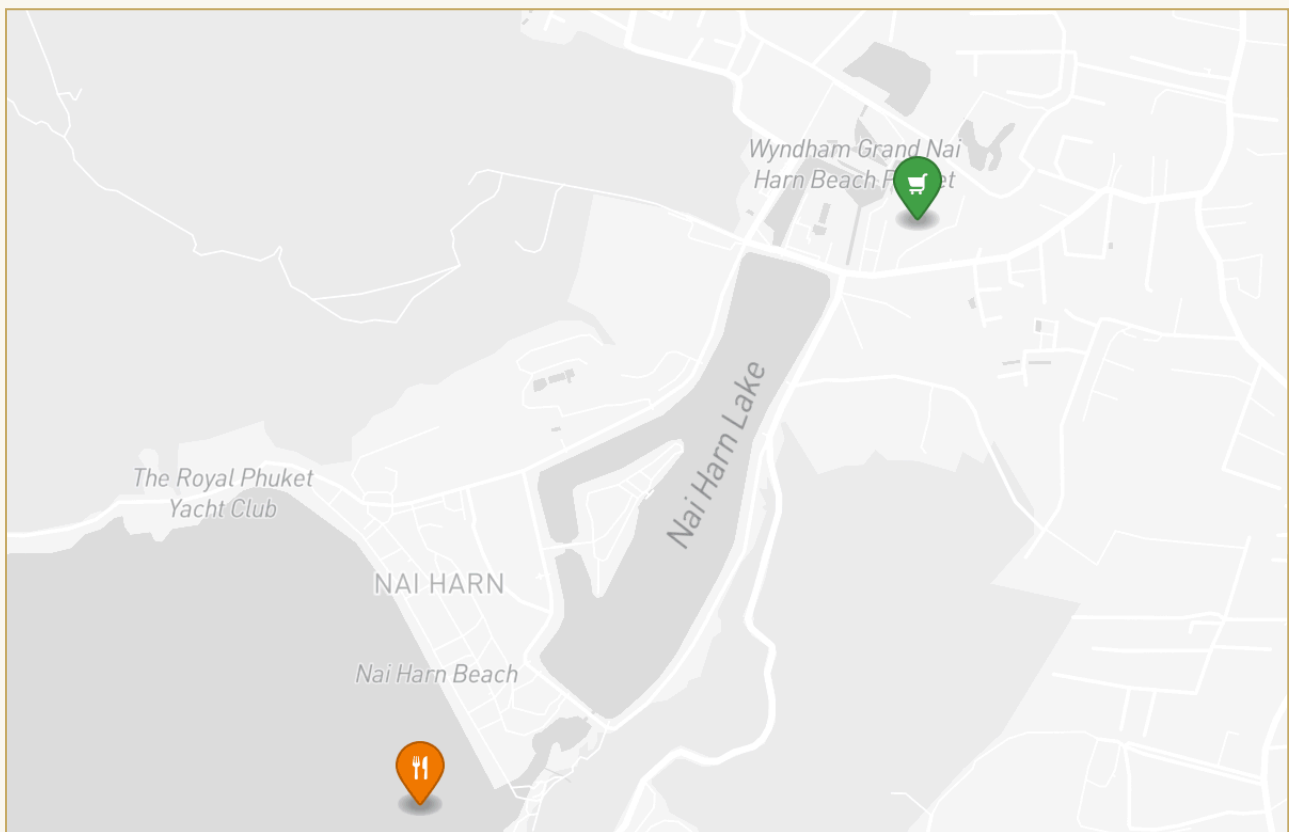 Wyndham Grand Nai
Harn Beach
Nai Harn Lake
The Royal Phuket
Yacht Club
NAI HARN
Nai Harn Beach